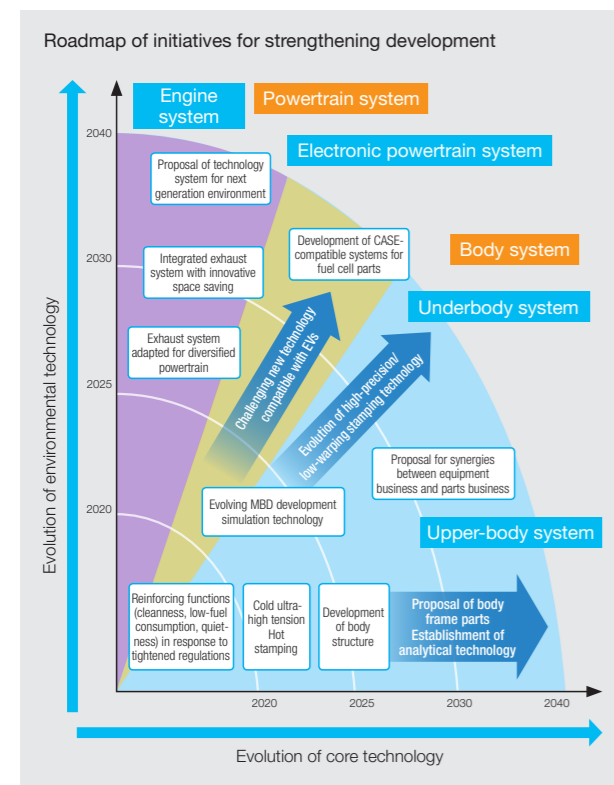 Roadmap of initiatives for strengthening development
Engine
system
Powertrain system
Electronic powertrain system
Body system
Underbody system
Upper-body system
Evolution of environmental technology
2040
2030
2025
2020
Proposal of technology
system for next
generation environment
Integrated exhaust
system with innovative
space saving
Development of CASE-
compatible systems for
fuel cell parts
Exhaust system
adapted for diversified
powertrain
Challenging new technology
compatible with EVs
Evolution of high-precision/
low-warping stamping technology
Proposal for synergies
between equipment
business and parts business
Evolving MBD development
simulation technology
Reinforcing functions
(cleanness, low-fuel
consumption, quiet-
ness) in response to
tightened regulations
Cold ultra-
high tension
Hot
stamping
Development
of body
structure
Proposal of body
frame parts
Establishment of
analytical technology
2020
2025
2030
2040
Evolution of core technology